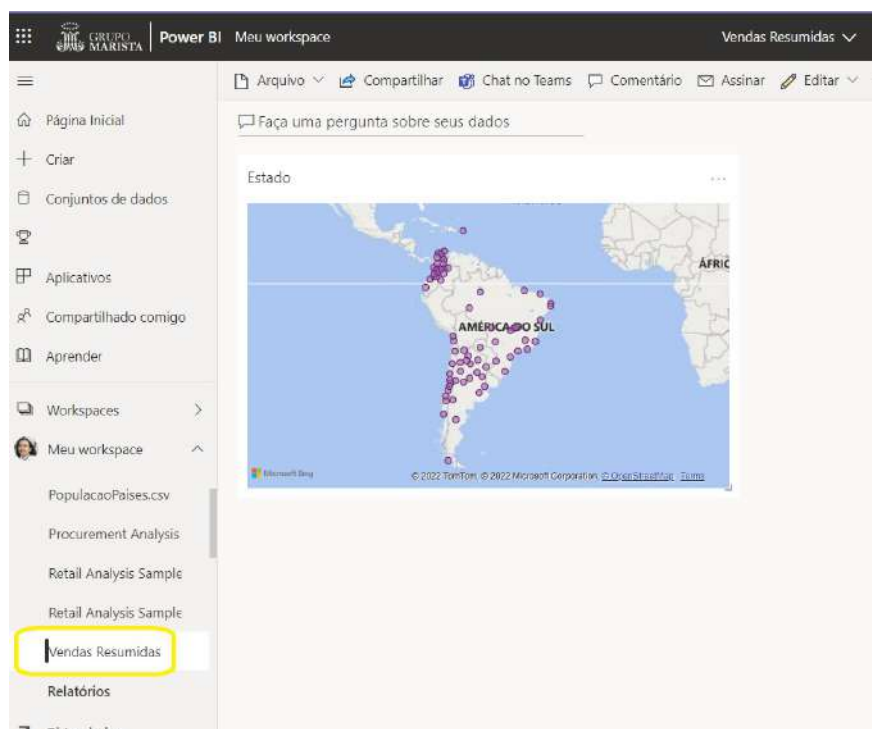 GRUPO MARISTA Power BI Meu workspace Vendas Resumidas
Arquivo Compartilhar Chat no Teams Comentário Assinar Editar
Página Inicial
Faça uma pergunta sobre seus dados
Criar
Estado
Conjuntos de dados
Aplicativos
Compartilhado comigo
Aprender
ÁFRIC
AMÉRICA DO SUL
Workspaces
Meu workspace
Microsoft Bing
© 2022 TomTom, © 2022 Microsoft Corporation, © OpenStreetMap Terms
PopulacaoPaises.csv
Procurement Analysis
Retail Analysis Sample
Retail Analysis Sample
Vendas Resumidas
Relatórios